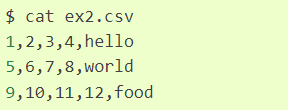 $ cat ex2.csv
1,2,3,4,hello
5,6,7,8,world
9,10,11,12,food